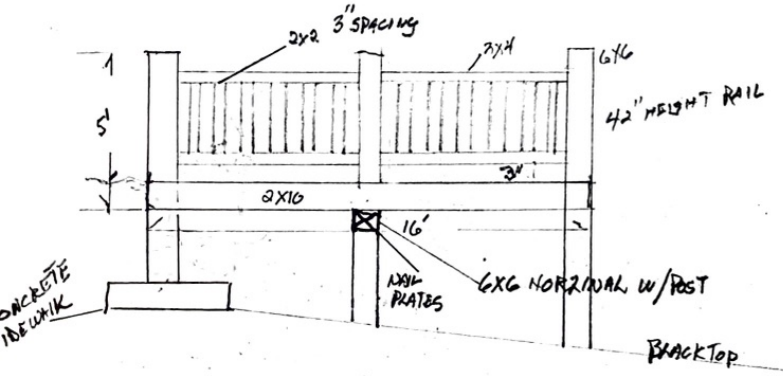 2x2 3" SPACING
2x4
6x6
5'
42" HEIGHT RAIL
3"
2x10
16'
CONCRETE
SIDEWALK
NAIL
PLATES
6x6 HORZINAL W/POST
BLACKTOP